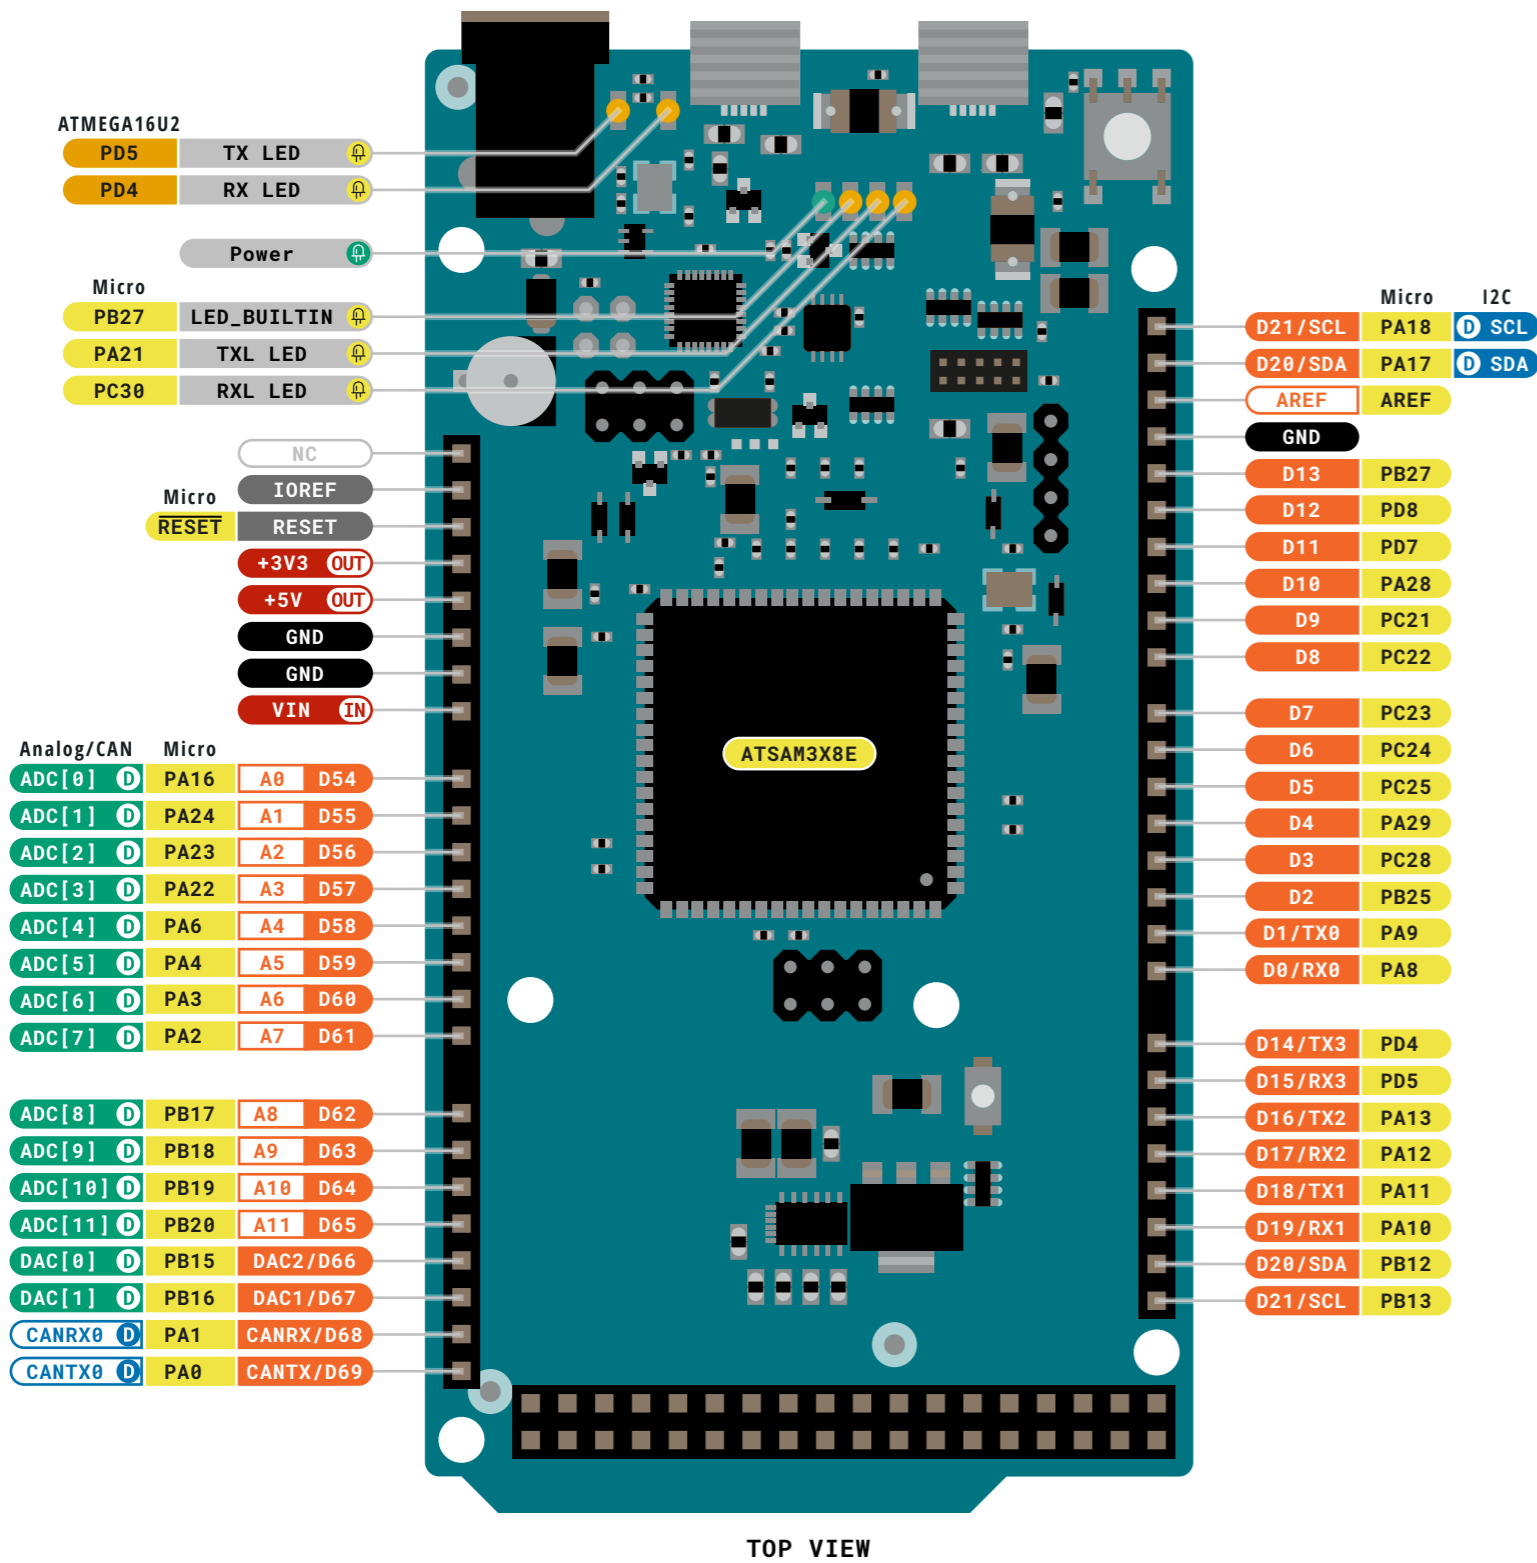 ATMEGA16U2
PD5 TX LED
PD4 RX LED
Power
Micro
PB27 LED_BUILTIN
PA21 TXL LED
PC30 RXL LED
NC
IOREF
Micro
RESET RESET
+3V3 OUT
+5V OUT
GND
GND
VIN IN
Analog/CAN Micro
ADC[0] D PA16 A0 D54
ADC[1] D PA24 A1 D55
ADC[2] D PA23 A2 D56
ADC[3] D PA22 A3 D57
ADC[4] D PA6 A4 D58
ADC[5] D PA4 A5 D59
ADC[6] D PA3 A6 D60
ADC[7] D PA2 A7 D61
ADC[8] D PB17 A8 D62
ADC[9] D PB18 A9 D63
ADC[10] D PB19 A10 D64
ADC[11] D PB20 A11 D65
DAC[0] D PB15 DAC2/D66
DAC[1] D PB16 DAC1/D67
CANRX0 D PA1 CANRX/D68
CANTX0 D PA0 CANTX/D69
ATSAM3X8E
Micro I2C
D21/SCL PA18 D SCL
D20/SDA PA17 D SDA
AREF AREF
GND
D13 PB27
D12 PD8
D11 PD7
D10 PA28
D9 PC21
D8 PC22
D7 PC23
D6 PC24
D5 PC25
D4 PA29
D3 PC28
D2 PB25
D1/TX0 PA9
D0/RX0 PA8
D14/TX3 PD4
D15/RX3 PD5
D16/TX2 PA13
D17/RX2 PA12
D18/TX1 PA11
D19/RX1 PA10
D20/SDA PB12
D21/SCL PB13
TOP VIEW